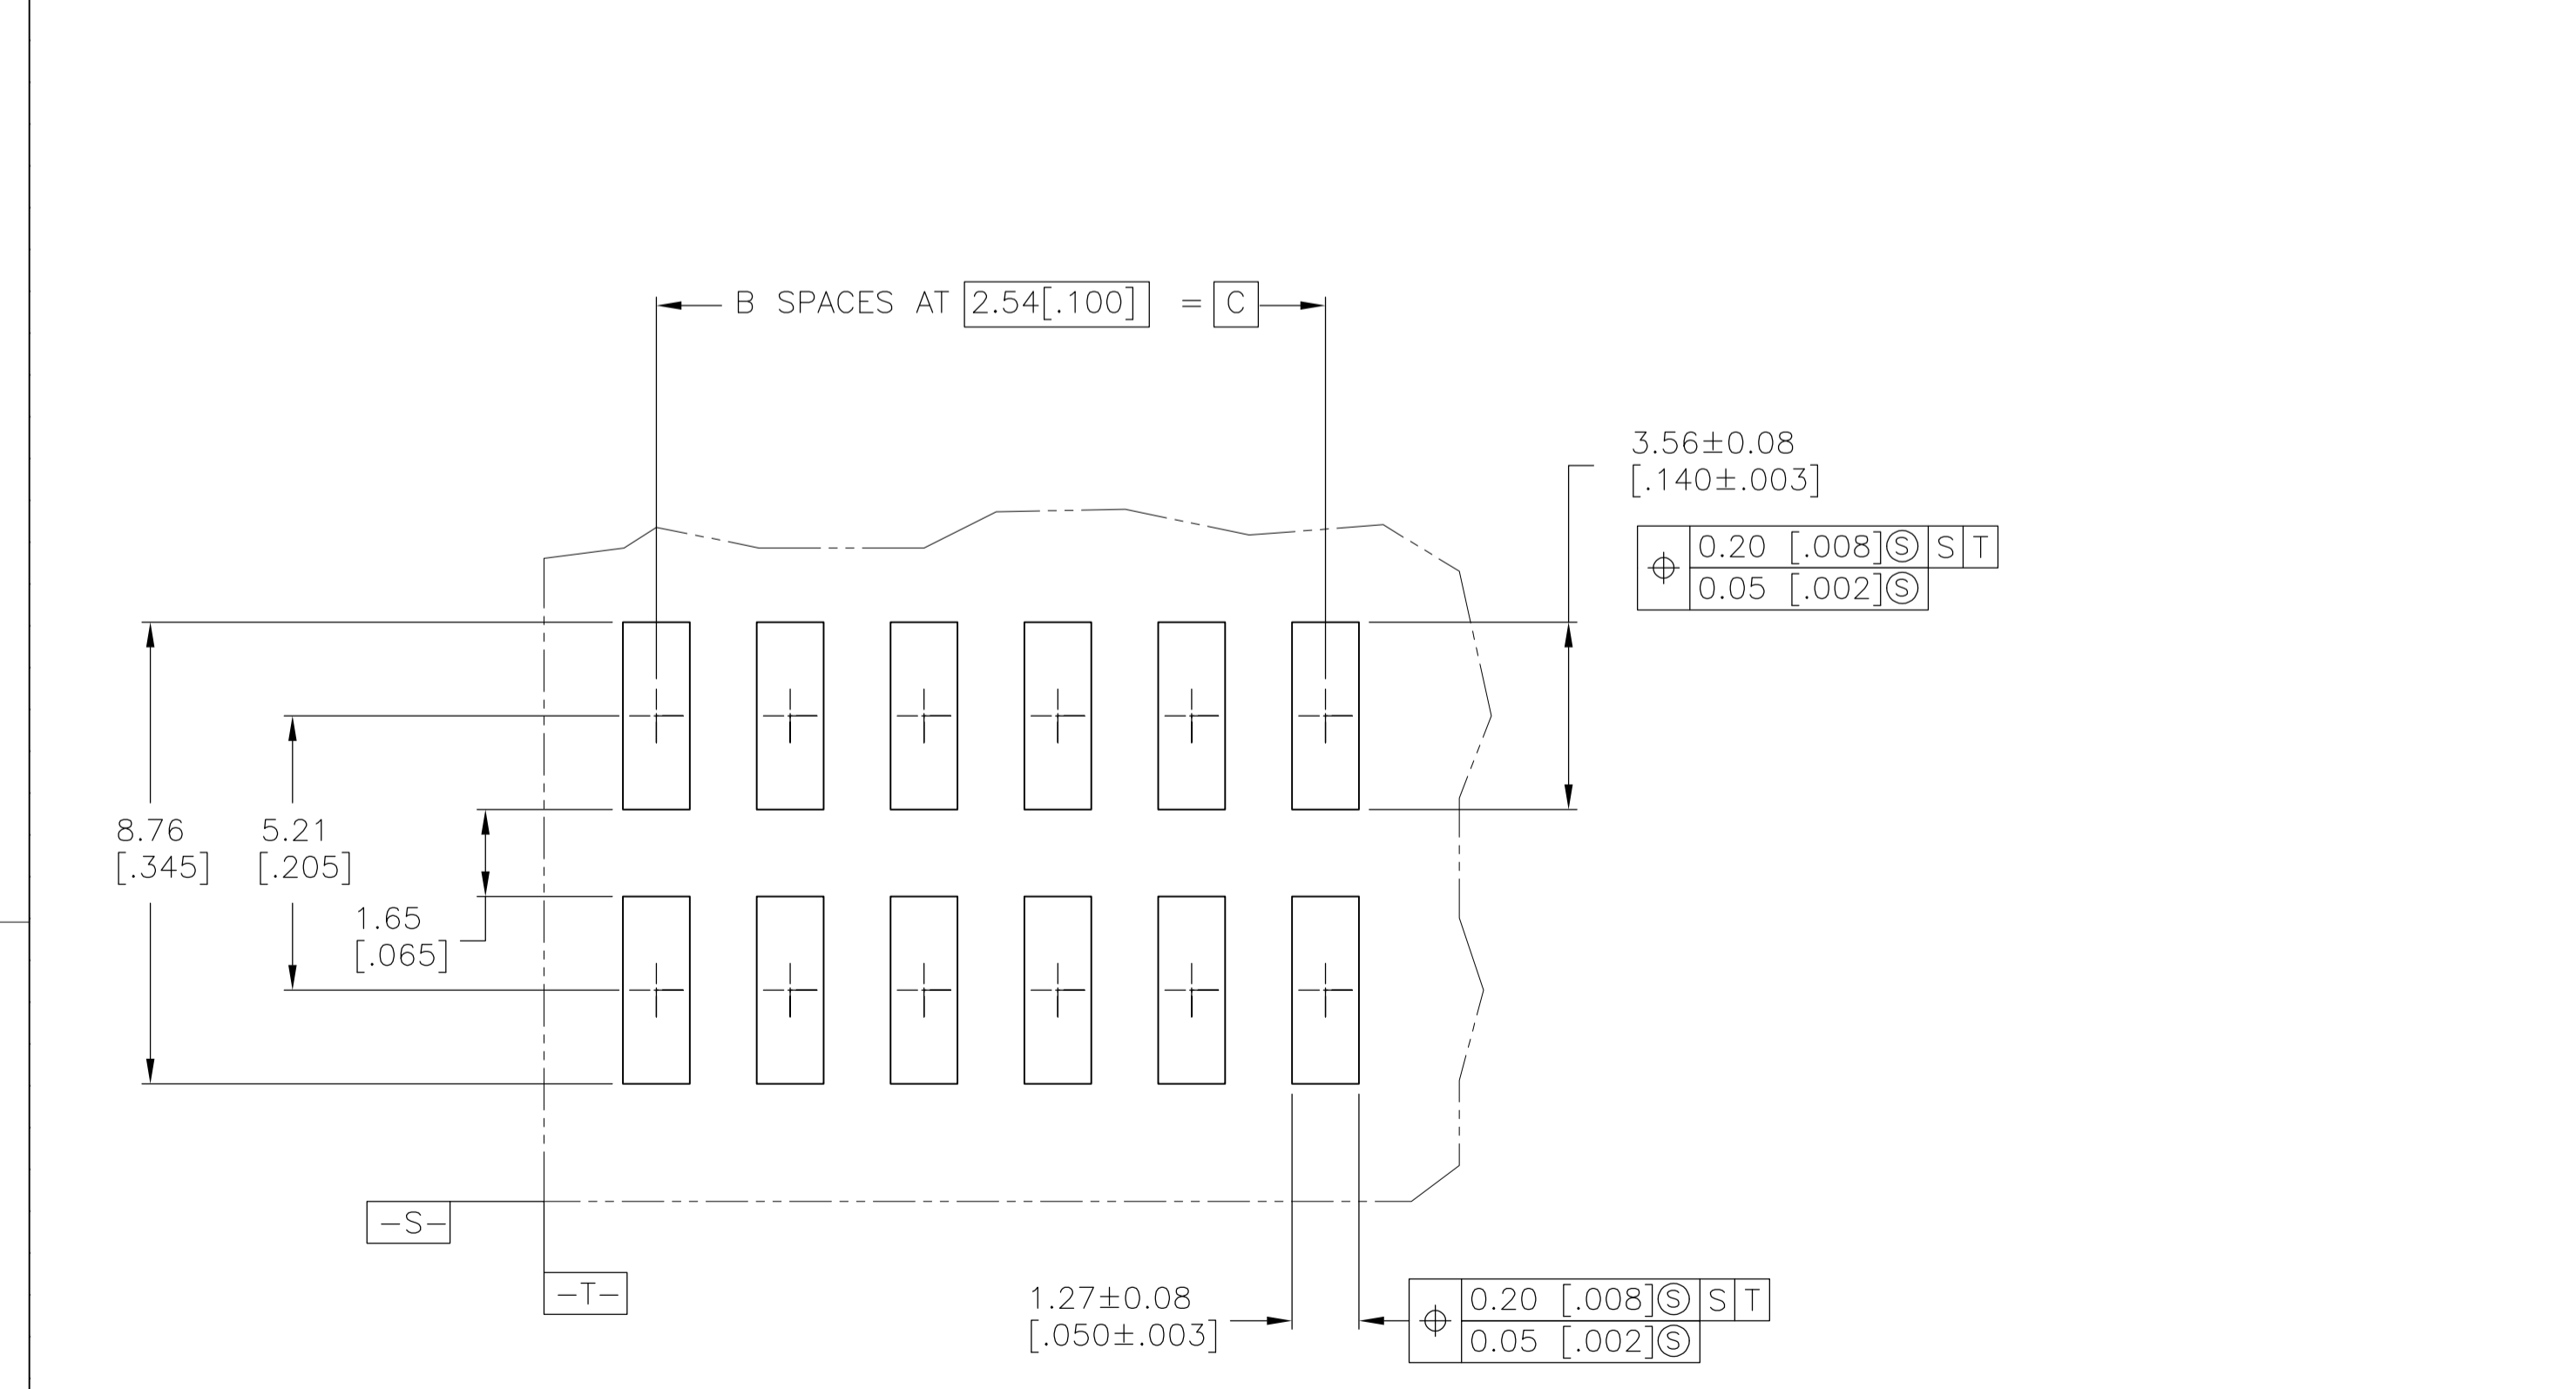 B SPACES AT 2.54[.100] = C
3.56±0.08
[.140±.003]
⌖ 0.20 [.008]Ⓢ S T
0.05 [.002]Ⓢ
8.76
[.345]
5.21
[.205]
1.65
[.065]
-S-
-T-
1.27±0.08
[.050±.003]
⌖ 0.20 [.008]Ⓢ S T
0.05 [.002]Ⓢ